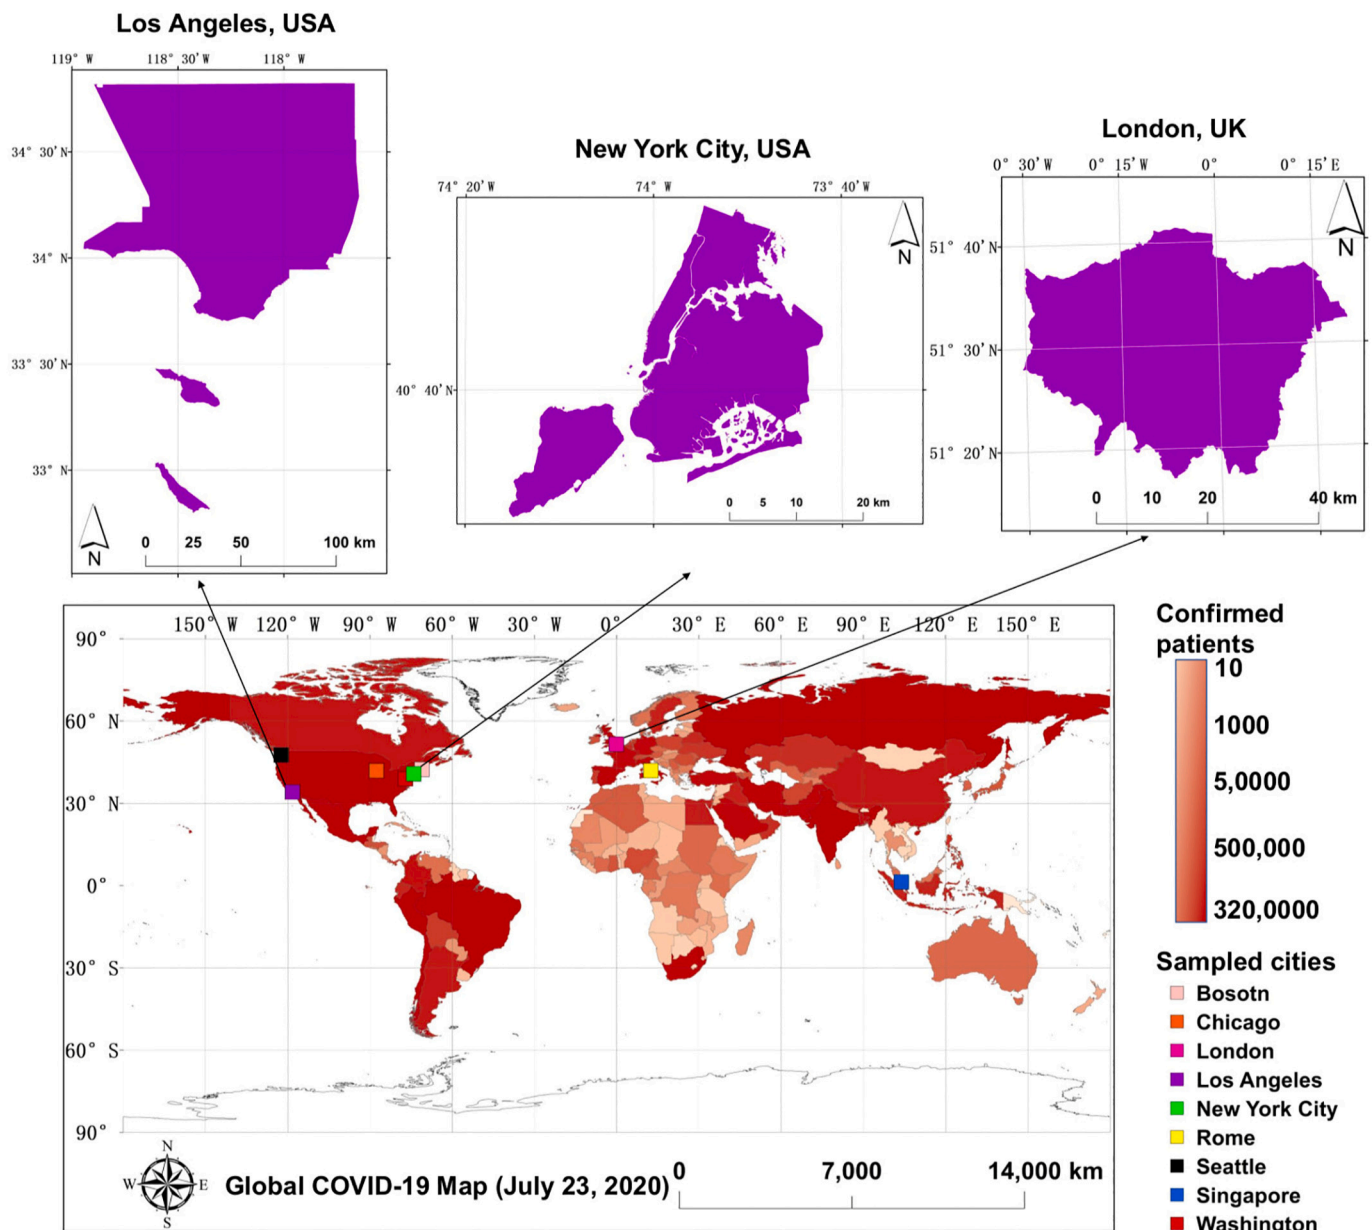 Los Angeles, USA
119° W 118° 30′W 118° W
34° 30′N
34° N
33° 30′N
33° N
N
0 25 50 100 km
New York City, USA
74° 20′W 74° W 73° 40′W
40° 40′N
N
0 5 10 20 km
London, UK
0° 30′W 0° 15′W 0° 0° 15′E
51° 40′N
51° 30′N
51° 20′N
N
0 10 20 40 km
150° W 120° W 90° W 60° W 30° W 0° 30° E 60° E 90° E 120° E 150° E
90°
60° N
30° N
0°
30° S
60° S
90°
N
W E
S
Global COVID-19 Map (July 23, 2020)
0 7,000 14,000 km
Confirmed
patients
10
1000
5,0000
500,000
320,0000
Sampled cities
Bosotn
Chicago
London
Los Angeles
New York City
Rome
Seattle
Singapore
Washington